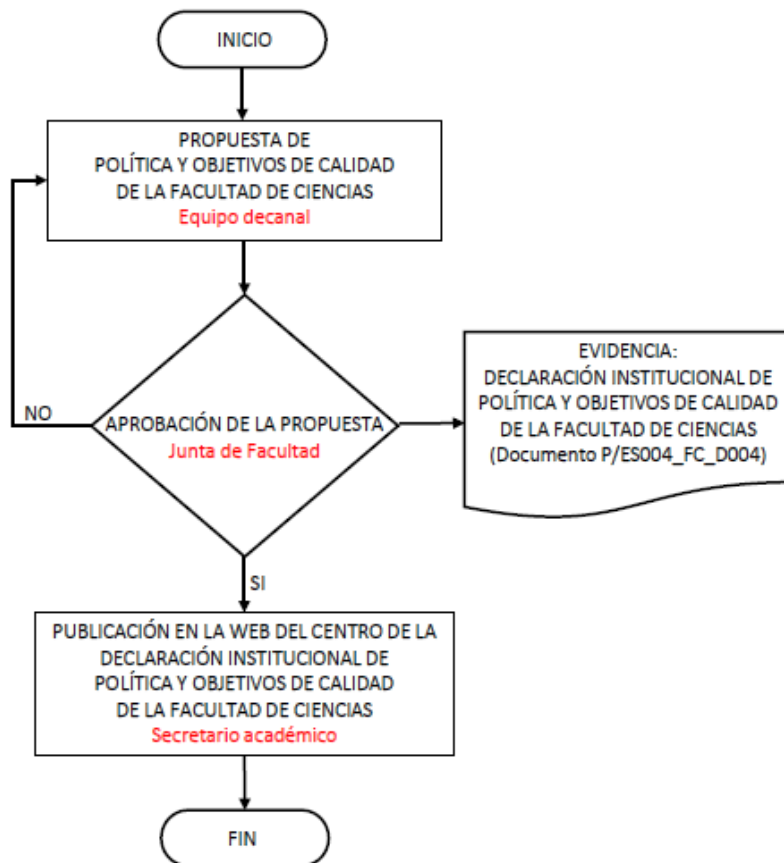 INICIO
PROPUESTA DE
POLÍTICA Y OBJETIVOS DE CALIDAD
DE LA FACULTAD DE CIENCIAS
Equipo decanal
NO
APROBACIÓN DE LA PROPUESTA
Junta de Facultad
EVIDENCIA:
DECLARACIÓN INSTITUCIONAL DE
POLÍTICA Y OBJETIVOS DE CALIDAD
DE LA FACULTAD DE CIENCIAS
(Documento P/ES004_FC_D004)
SI
PUBLICACIÓN EN LA WEB DEL CENTRO DE LA
DECLARACIÓN INSTITUCIONAL DE
POLÍTICA Y OBJETIVOS DE CALIDAD
DE LA FACULTAD DE CIENCIAS
Secretario académico
FIN